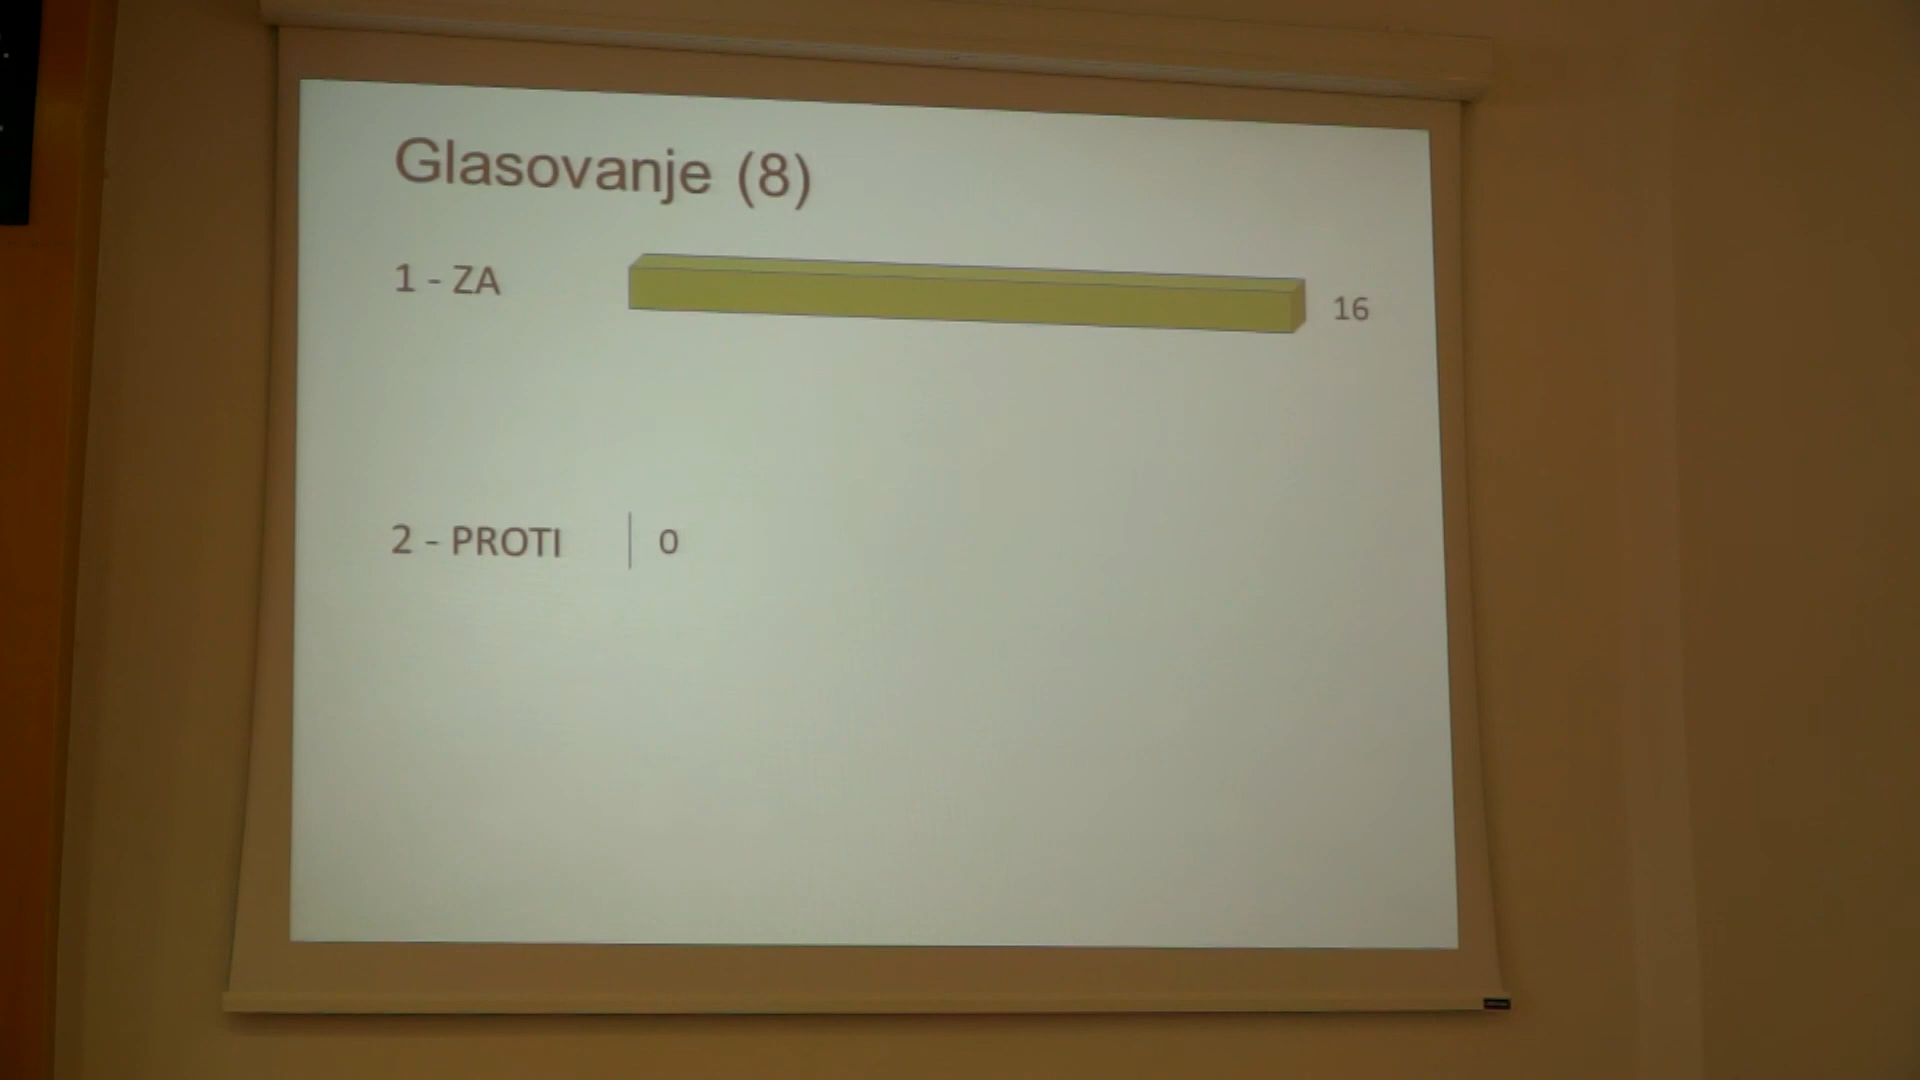 Glasovanje (8)
1 - ZA 16
2 - PROTI 0